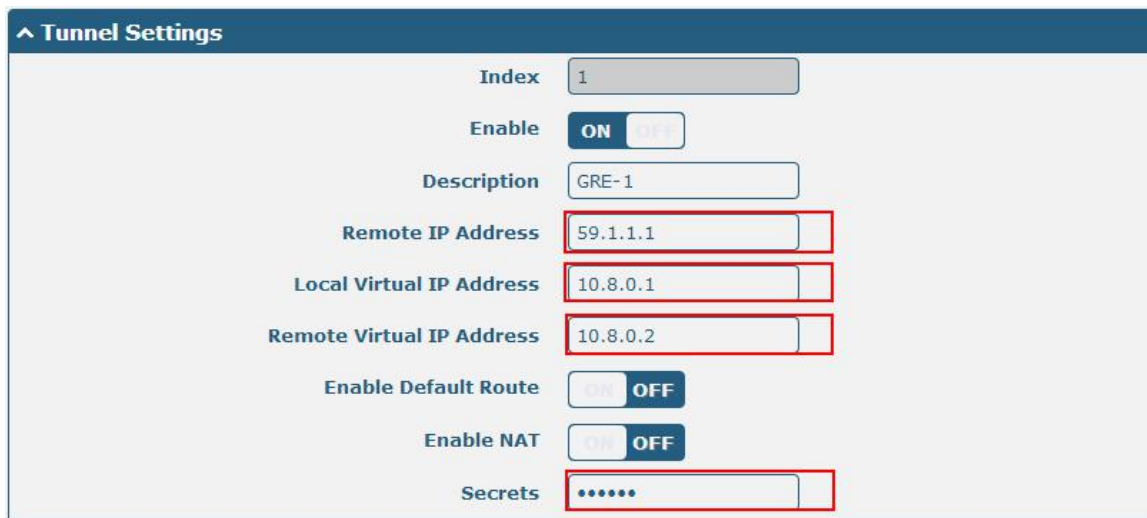 Tunnel Settings
Index 1
Enable ON OFF
Description GRE-1
Remote IP Address 59.1.1.1
Local Virtual IP Address 10.8.0.1
Remote Virtual IP Address 10.8.0.2
Enable Default Route ON OFF
Enable NAT ON OFF
Secrets ••••••